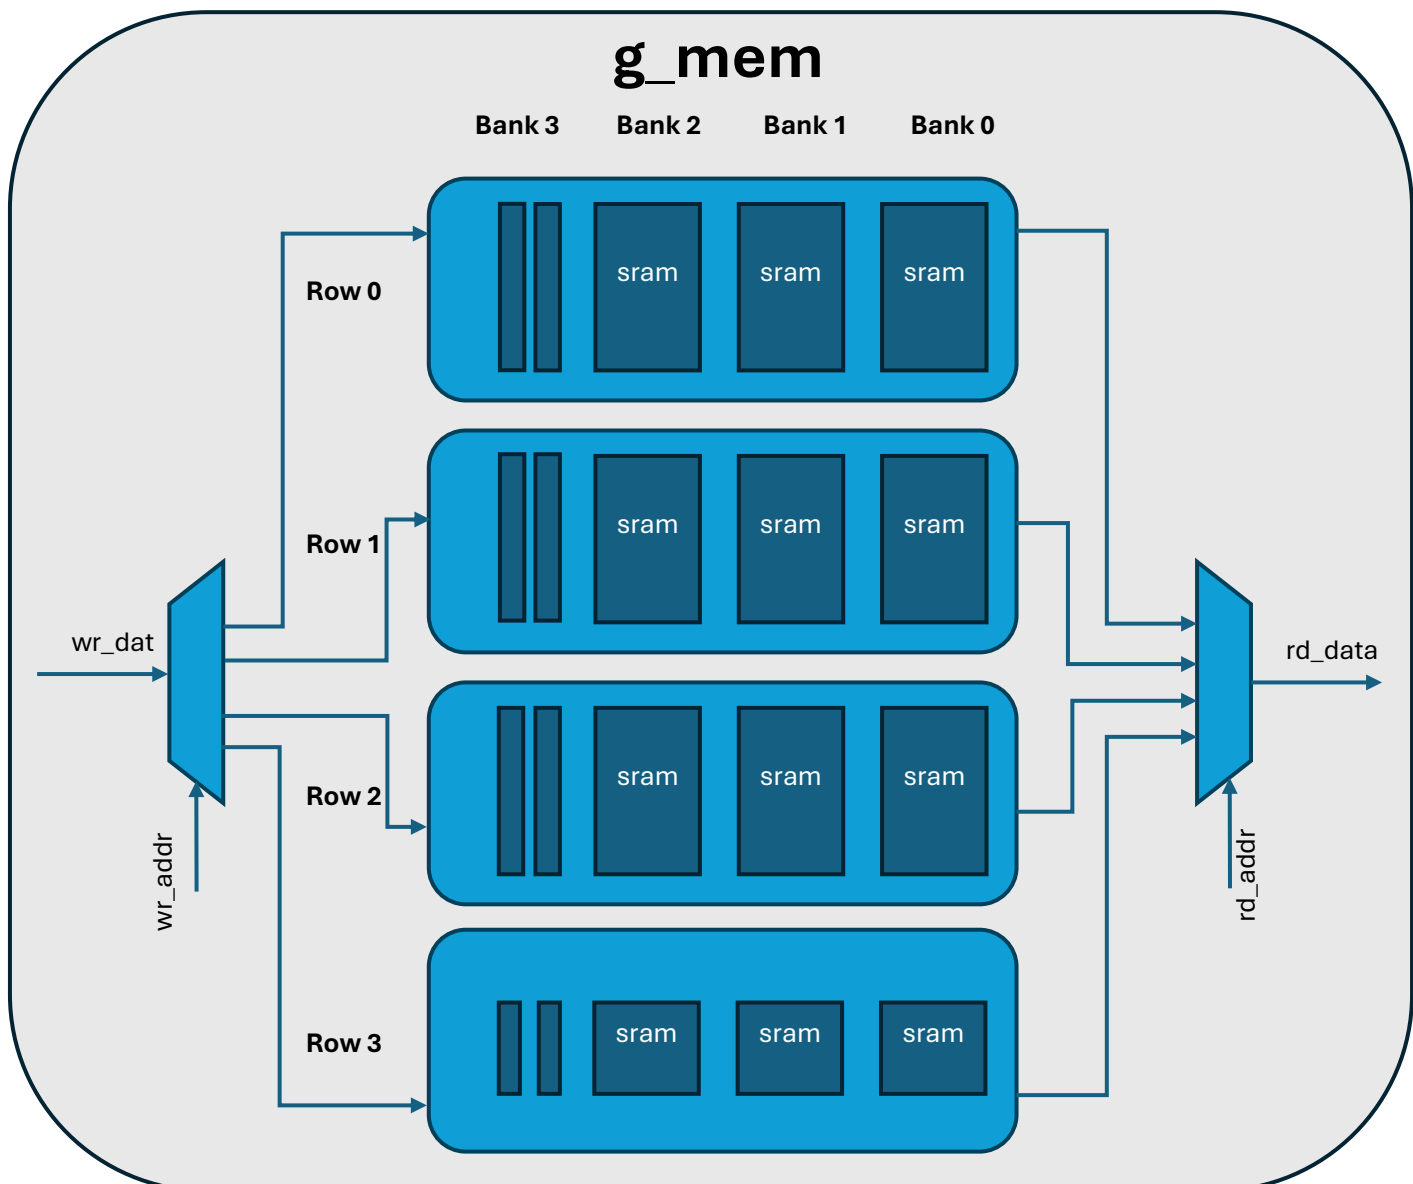 g_mem
Bank 3 Bank 2 Bank 1 Bank 0
sram sram sram
Row 0
sram sram sram
Row 1
wr_dat
rd_data
sram sram sram
Row 2
wr_addr
rd_addr
sram sram sram
Row 3